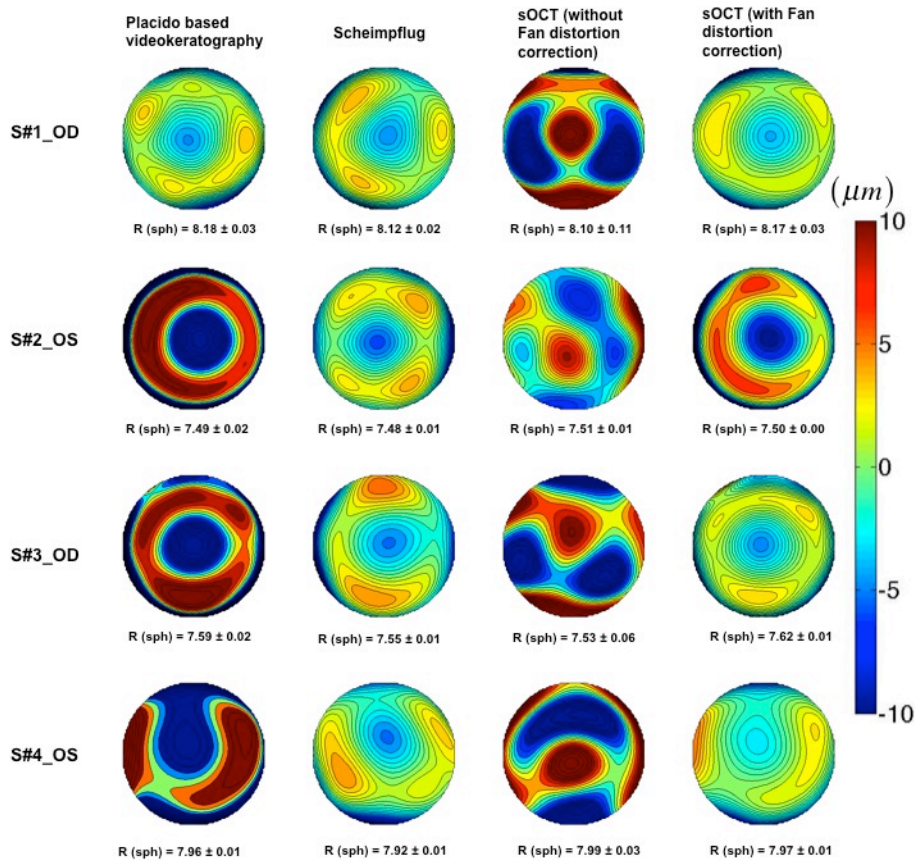 Placido based
videokeratography
Scheimpflug
sOCT (without
Fan distortion
correction)
sOCT (with Fan
distortion
correction)
S#1_OD
R (sph) = 8.18 ± 0.03
R (sph) = 8.12 ± 0.02
R (sph) = 8.10 ± 0.11
R (sph) = 8.17 ± 0.03
(μm)
10
5
0
-5
-10
S#2_OS
R (sph) = 7.49 ± 0.02
R (sph) = 7.48 ± 0.01
R (sph) = 7.51 ± 0.01
R (sph) = 7.50 ± 0.00
S#3_OD
R (sph) = 7.59 ± 0.02
R (sph) = 7.55 ± 0.01
R (sph) = 7.53 ± 0.06
R (sph) = 7.62 ± 0.01
S#4_OS
R (sph) = 7.96 ± 0.01
R (sph) = 7.92 ± 0.01
R (sph) = 7.99 ± 0.03
R (sph) = 7.97 ± 0.01